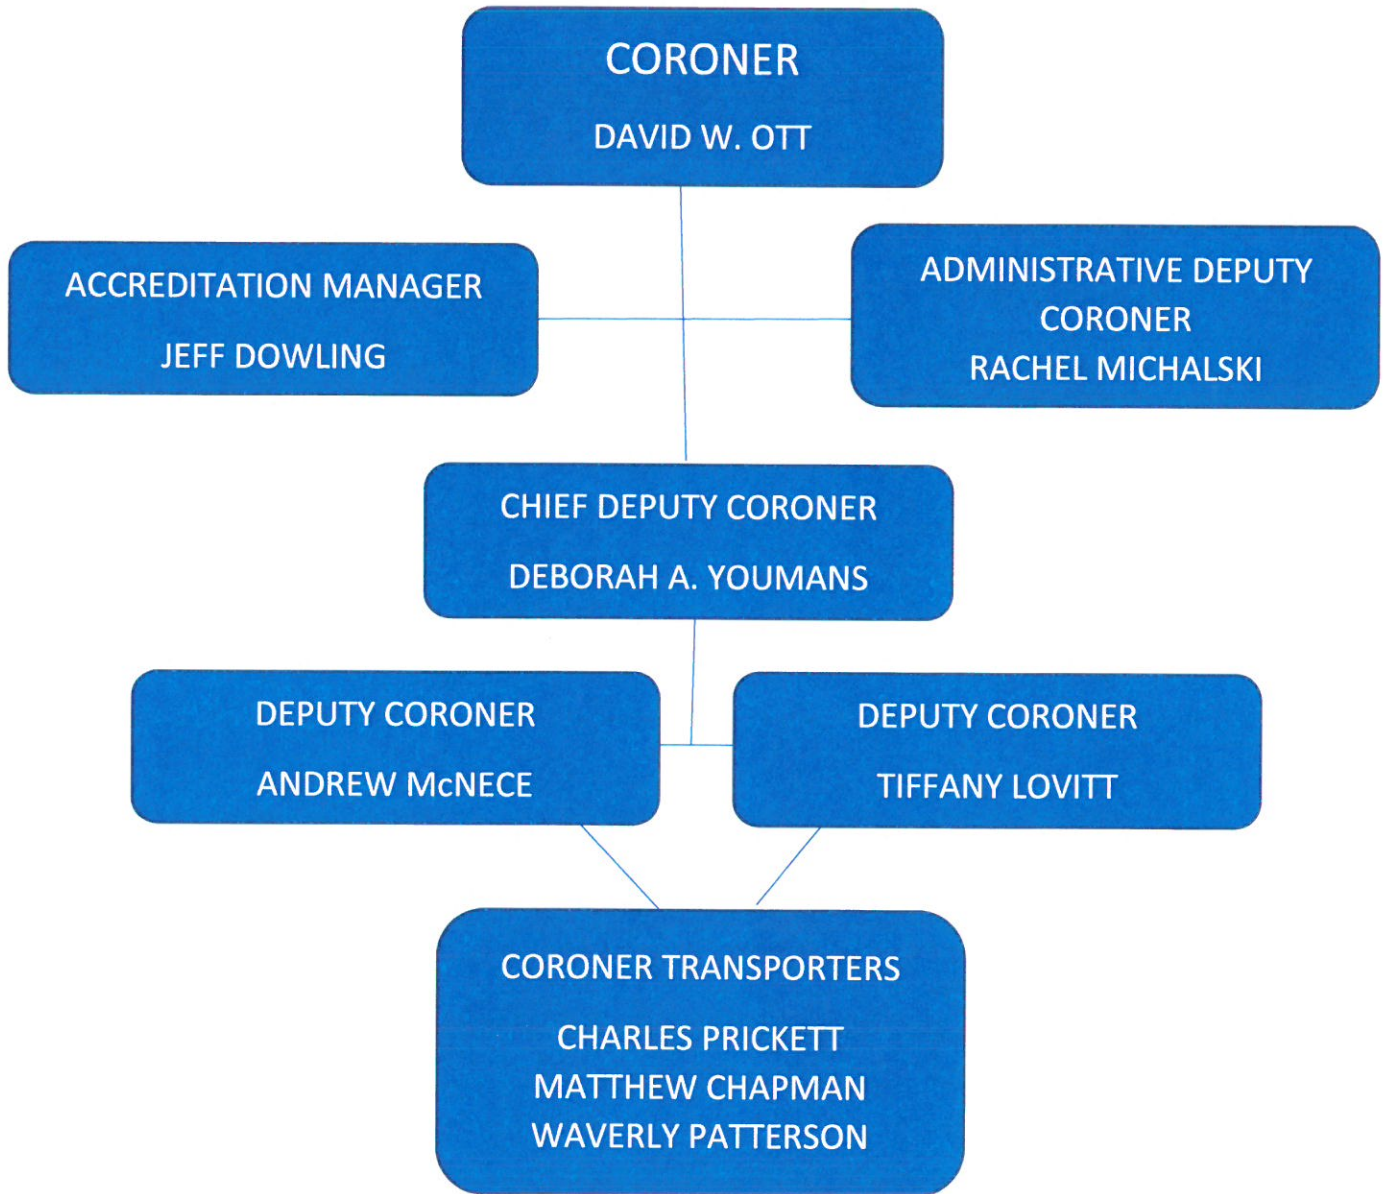 CORONER
DAVID W. OTT
ACCREDITATION MANAGER
JEFF DOWLING
ADMINISTRATIVE DEPUTY
CORONER
RACHEL MICHALSKI
CHIEF DEPUTY CORONER
DEBORAH A. YOUMANS
DEPUTY CORONER
ANDREW McNECE
DEPUTY CORONER
TIFFANY LOVITT
CORONER TRANSPORTERS
CHARLES PRICKETT
MATTHEW CHAPMAN
WAVERLY PATTERSON